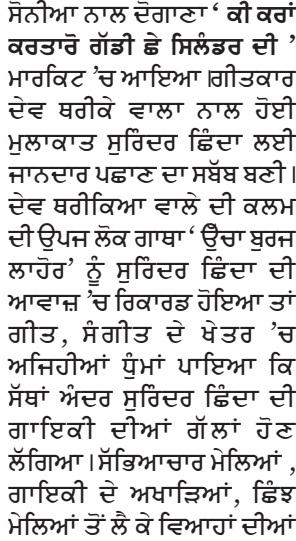 ਸੋਨੀਆ ਨਾਲ ਦੋਗਾਣਾ ‘ ਕੀ ਕਰਾਂ
ਕਰਤਾਰੋ ਗੱਡੀ ਛੇ ਸਿਲੰਡਰ ਦੀ ’
ਮਾਰਕਿਟ ’ਚ ਆਇਆ ।ਗੀਤਕਾਰ
ਦੇਵ ਥਰੀਕੇ ਵਾਲਾ ਨਾਲ ਹੋਈ
ਮੁਲਾਕਾਤ ਸੁਰਿੰਦਰ ਛਿੰਦਾ ਲਈ
ਜਾਨਦਾਰ ਪਛਾਣ ਦਾ ਸਬੱਬ ਬਣੀ।
ਦੇਵ ਥਰੀਕਿਆ ਵਾਲੇ ਦੀ ਕਲਮ
ਦੀ ਉਪਜ ਲੋਕ ਗਾਥਾ ‘ ਉੱਚਾ ਬੁਰਜ
ਲਾਹੋਰ’ ਨੂੰ ਸੁਰਿੰਦਰ ਛਿੰਦਾ ਦੀ
ਆਵਾਜ਼ ’ਚ ਰਿਕਾਰਡ ਹੋਇਆ ਤਾਂ
ਗੀਤ, ਸੰਗੀਤ ਦੇ ਖੇਤਰ ’ਚ
ਅਜਿਹੀਆਂ ਧੁੰਮਾਂ ਪਾਇਆ ਕਿ
ਸੱਥਾਂ ਅੰਦਰ ਸੁਰਿੰਦਰ ਛਿੰਦਾ ਦੀ
ਗਾਇਕੀ ਦੀਆਂ ਗੱਲਾਂ ਹੋਣ
ਲੱਗਿਆ।ਸੱਭਿਆਚਾਰ ਮੇਲਿਆਂ ,
ਗਾਇਕੀ ਦੇ ਅਖਾੜਿਆਂ, ਛਿੰਝ
ਮੇਲਿਆਂ ਤੋਂ ਲੈ ਕੇ ਵਿਆਹਾਂ ਦੀਆਂ